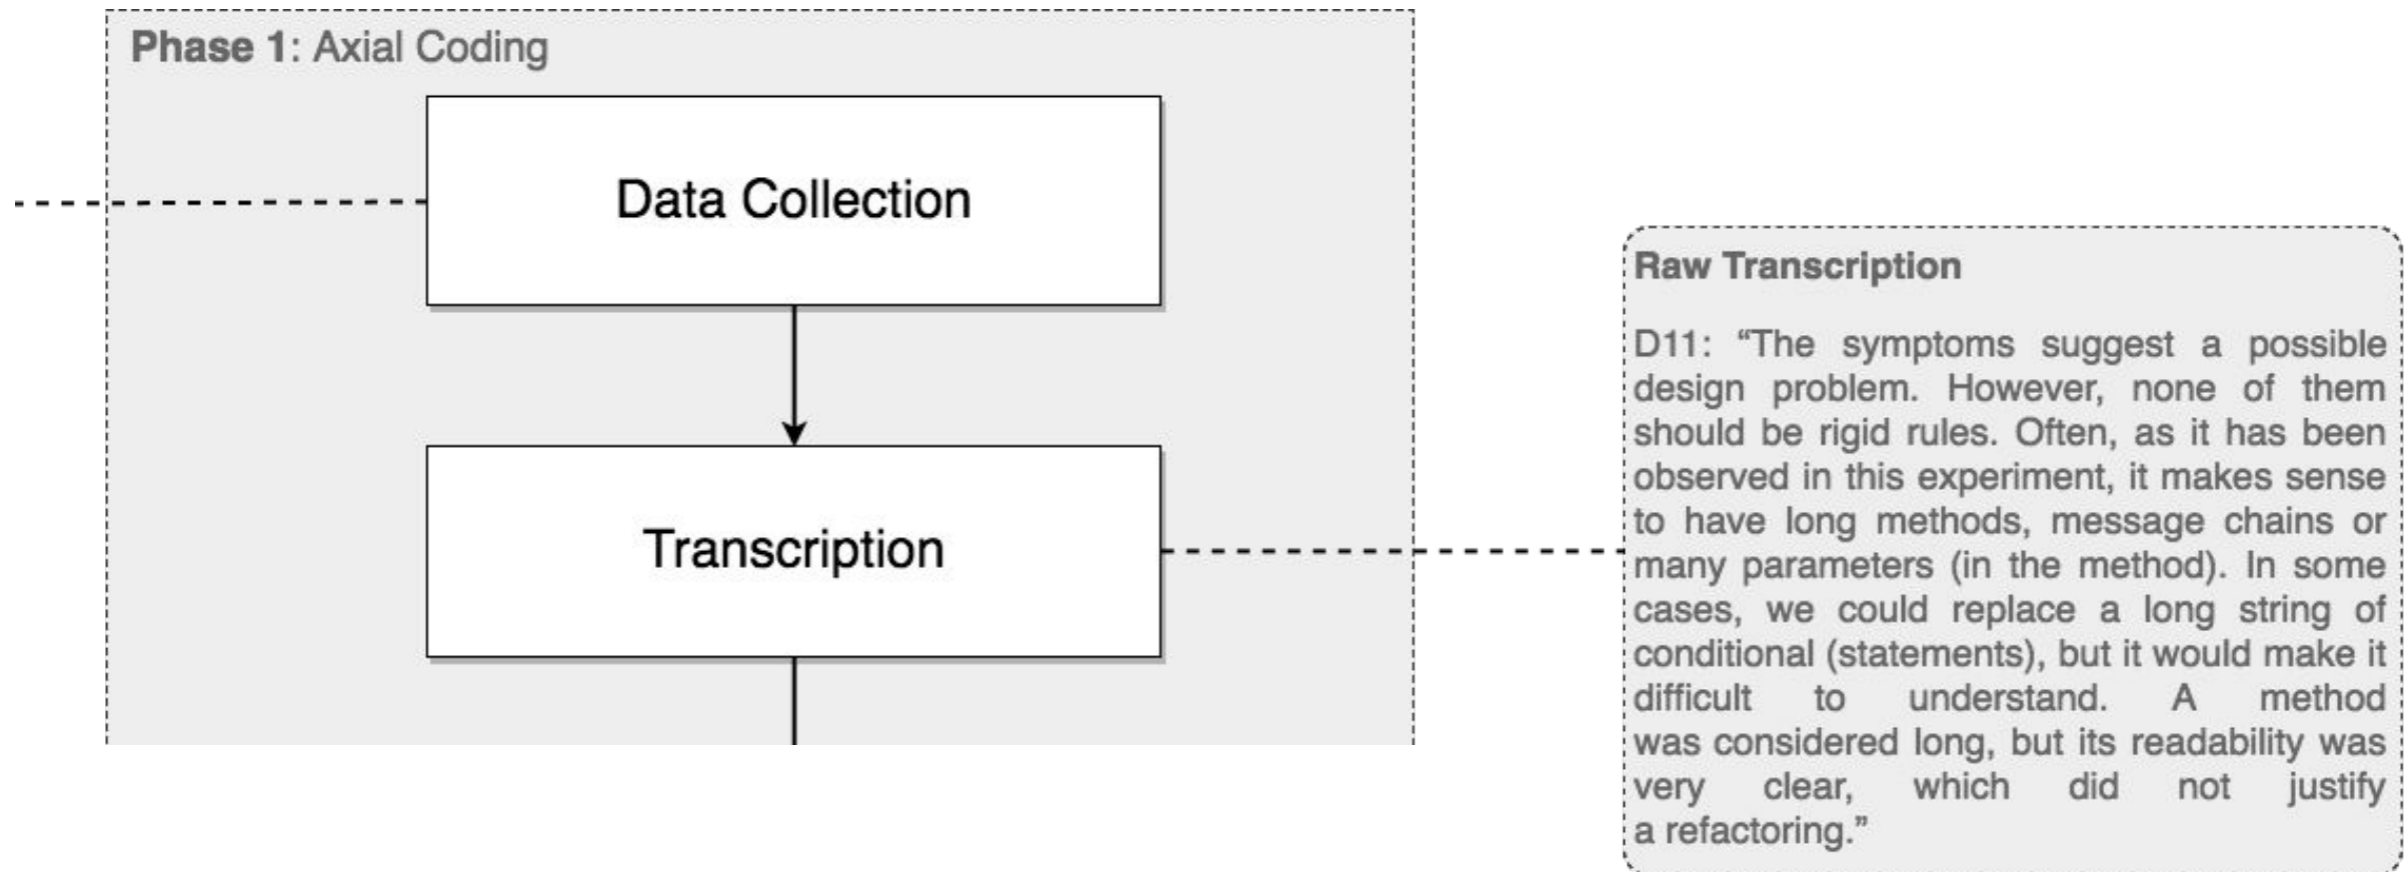 Phase 1: Axial Coding
Data Collection
Transcription
Raw Transcription
D11: “The symptoms suggest a possible
design problem. However, none of them
should be rigid rules. Often, as it has been
observed in this experiment, it makes sense
to have long methods, message chains or
many parameters (in the method). In some
cases, we could replace a long string of
conditional (statements), but it would make it
difficult to understand. A method
was considered long, but its readability was
very clear, which did not justify
a refactoring.”